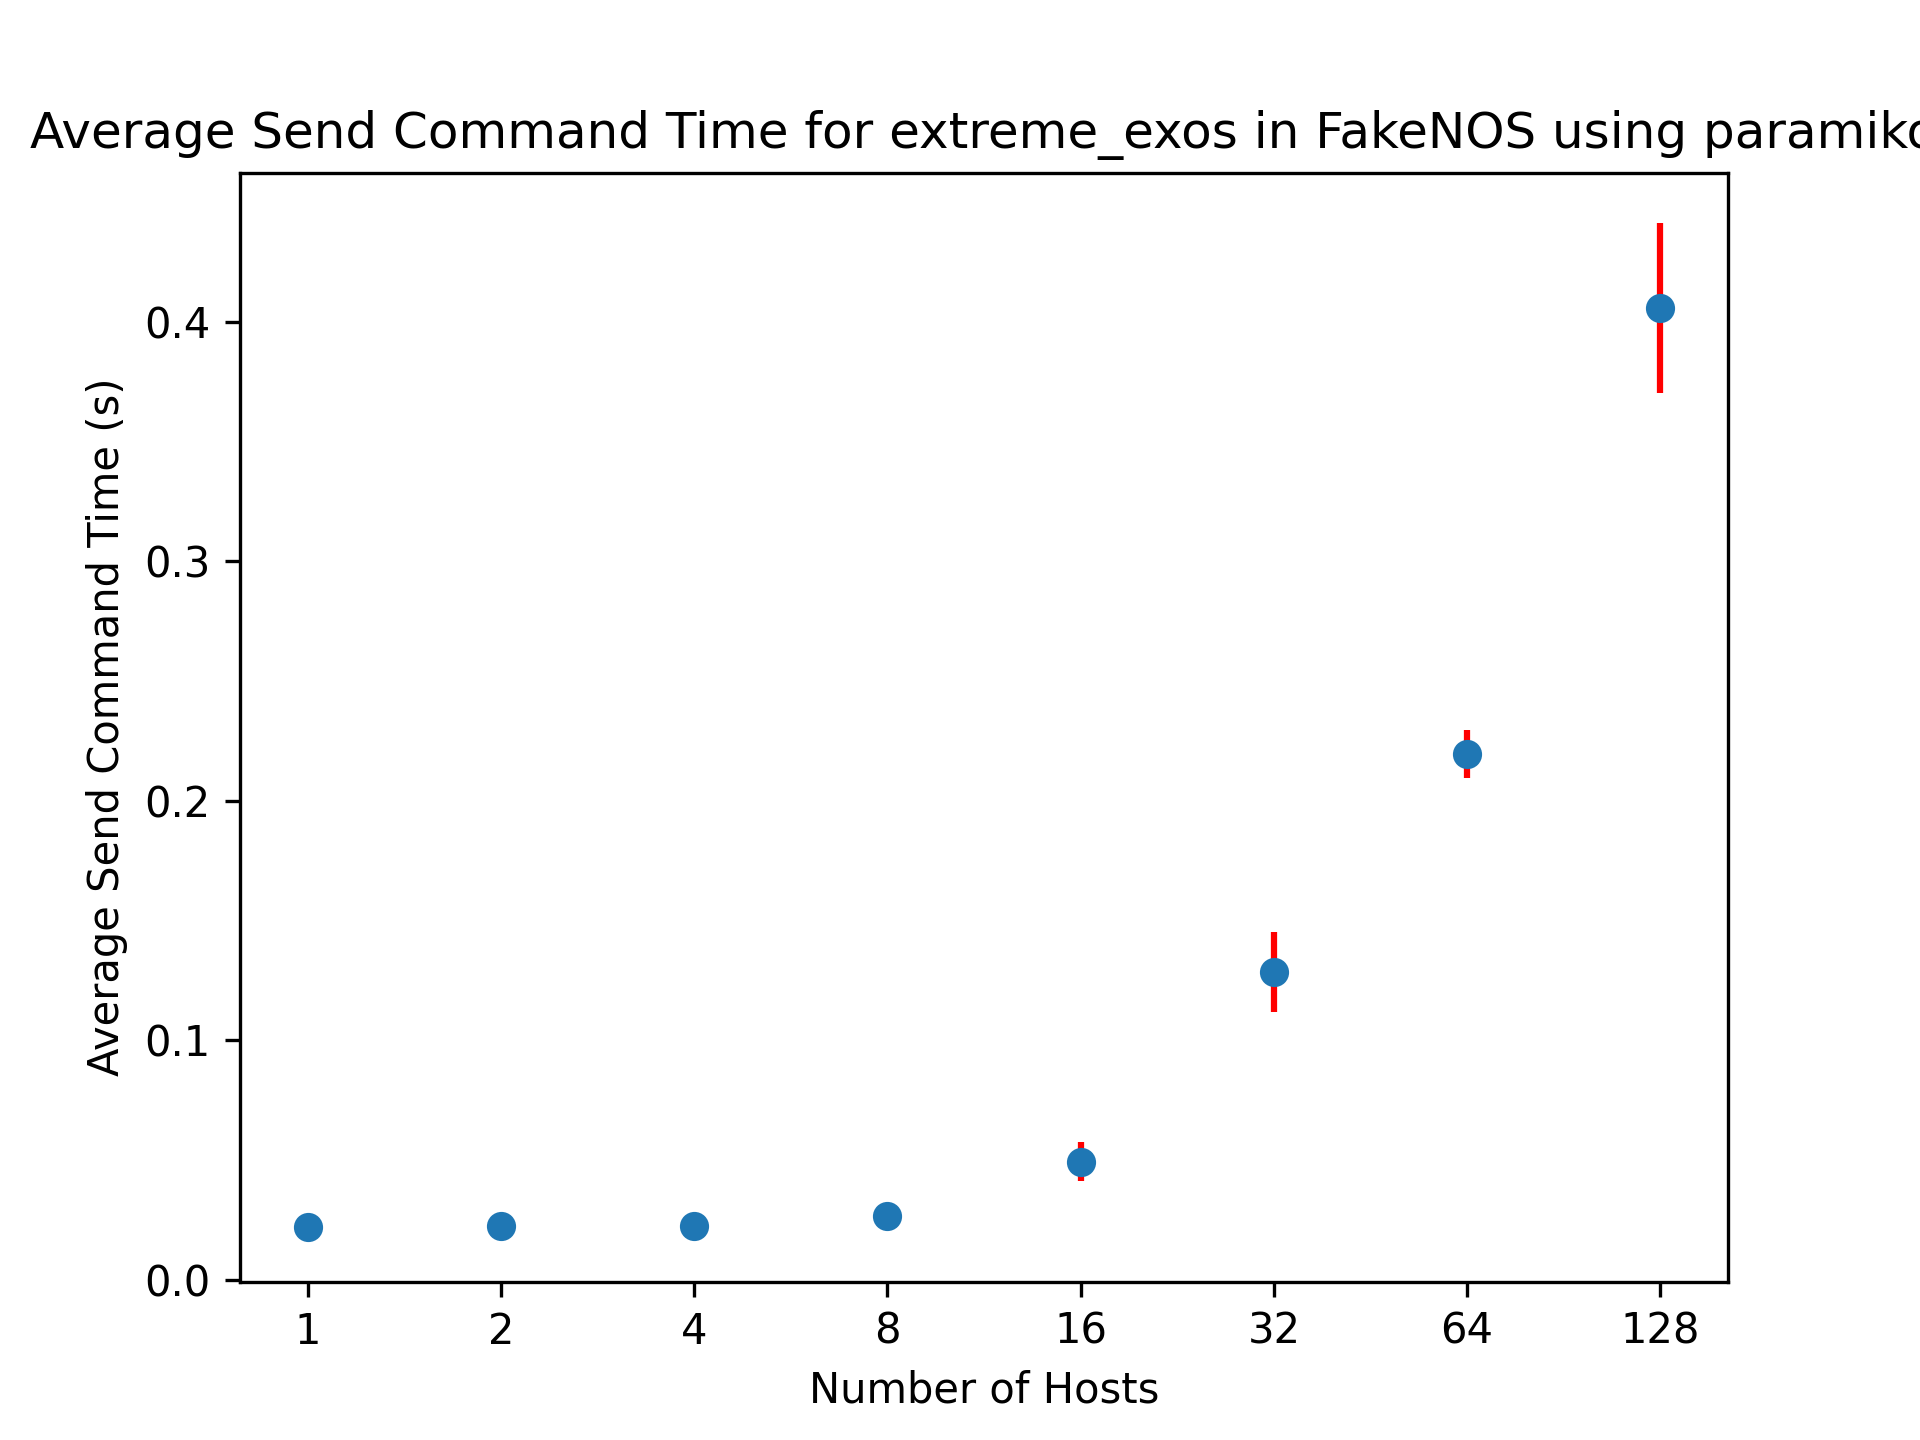 Average Send Command Time for extreme_exos in FakeNOS using paramiko
Average Send Command Time (s)
0.4
0.3
0.2
0.1
0.0
1 2 4 8 16 32 64 128
Number of Hosts